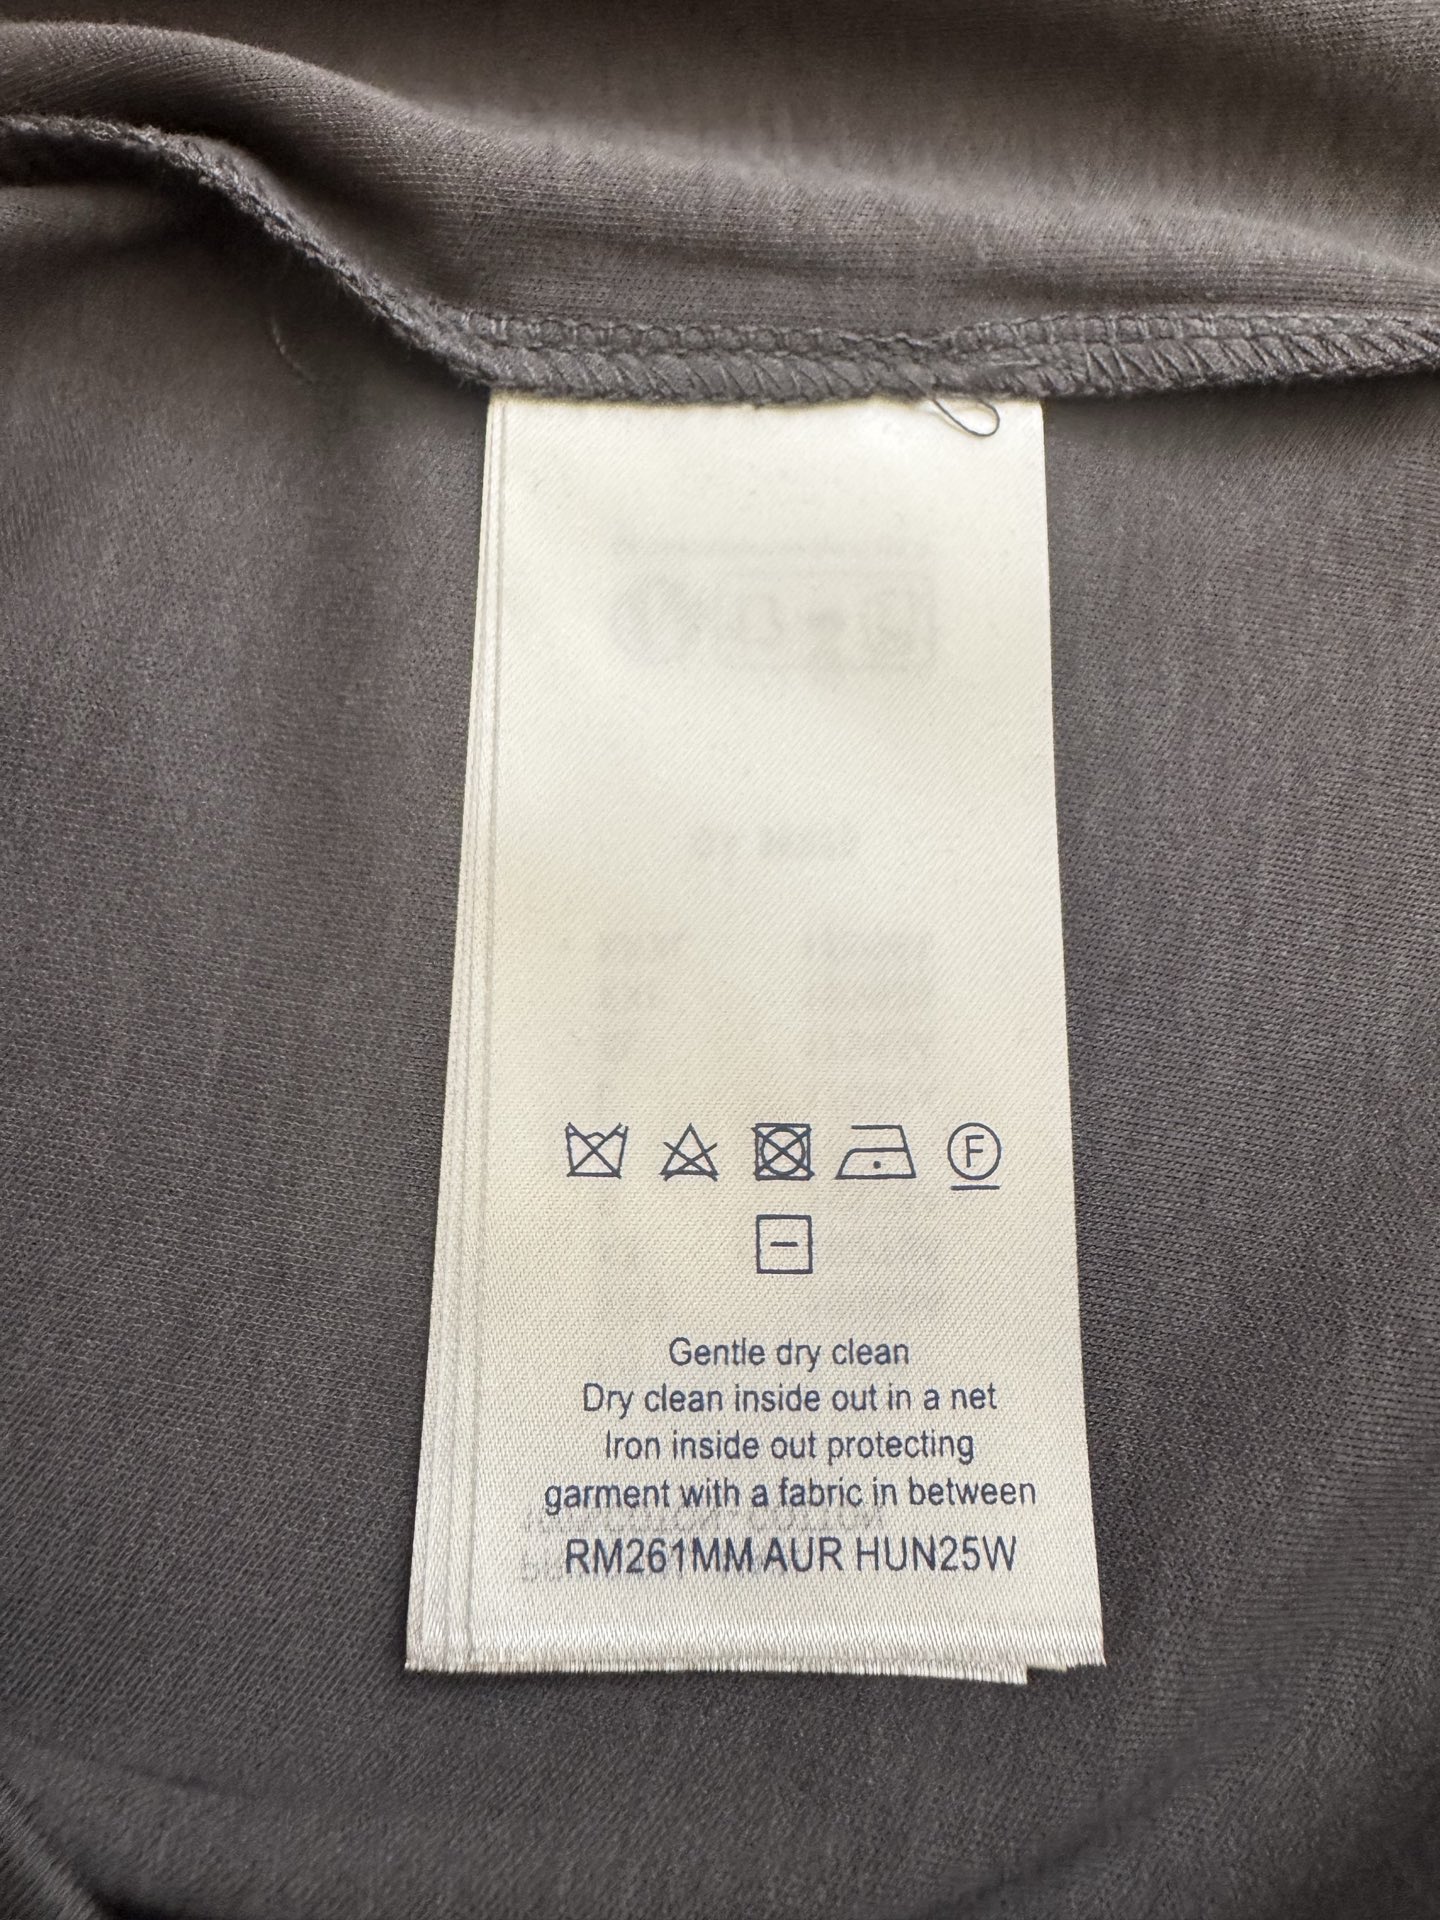 F
Gentle dry clean
Dry clean inside out in a net
Iron inside out protecting
garment with a fabric in between
RM261MM AUR HUN25W